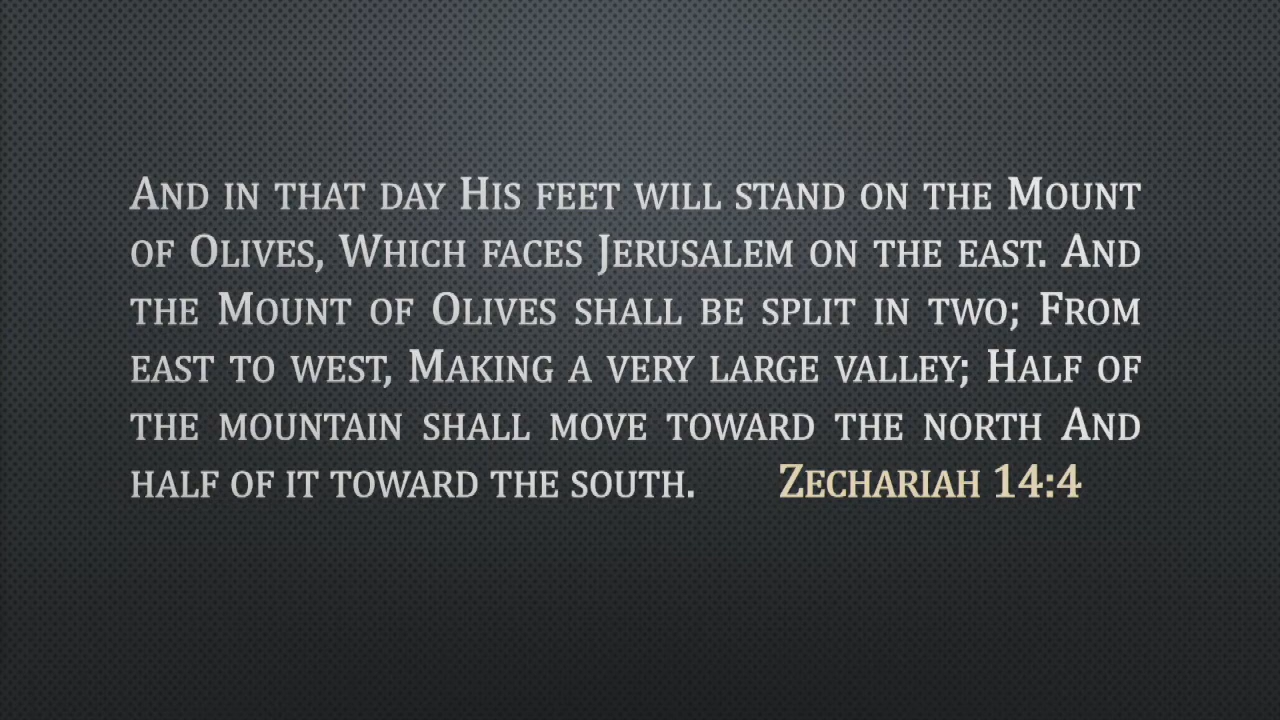 And in that day His feet will stand on the Mount
of Olives, Which faces Jerusalem on the east. And
the Mount of Olives shall be split in two; From
east to west, Making a very large valley; Half of
the mountain shall move toward the north And
half of it toward the south. Zechariah 14:4